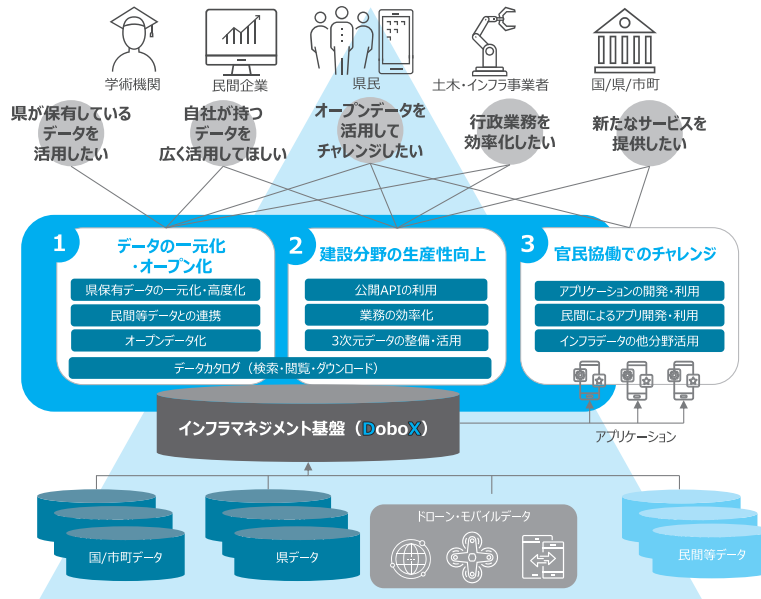 学術機関
民間企業
県民
土木・インフラ事業者
国/県/市町
県が保有している
データを
活用したい
自社が持つ
データを
広く活用してほしい
オープンデータを
活用して
チャレンジしたい
行政業務を
効率化したい
新たなサービスを
提供したい
1
データの一元化
・オープン化
県保有データの一元化・高度化
民間等データとの連携
オープンデータ化
2
建設分野の生産性向上
公開APIの利用
業務の効率化
3次元データの整備・活用
データカタログ（検索・閲覧・ダウンロード）
3
官民協働でのチャレンジ
アプリケーションの開発・利用
民間によるアプリ開発・利用
インフラデータの他分野活用
インフラマネジメント基盤（DoboX）
アプリケーション
国/市町データ
県データ
ドローン・モバイルデータ
民間等データ